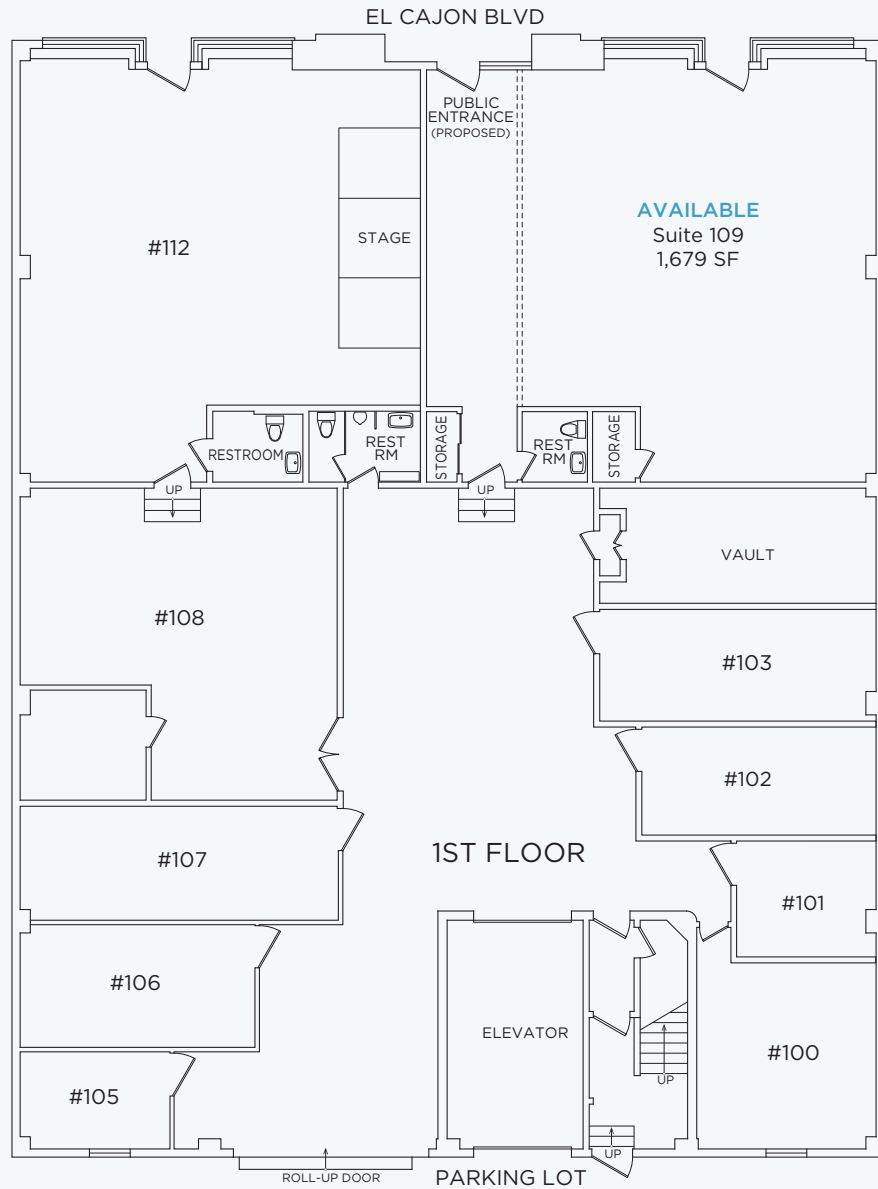 EL CAJON BLVD
PUBLIC
ENTRANCE
(PROPOSED)
AVAILABLE
Suite 109
1,679 SF
#112
STAGE
RESTROOM
REST
RM
STORAGE
REST
RM
STORAGE
UP
UP
VAULT
#108
#103
#102
1ST FLOOR
#107
#101
#106
ELEVATOR
#100
UP
#105
UP
ROLL-UP DOOR
PARKING LOT